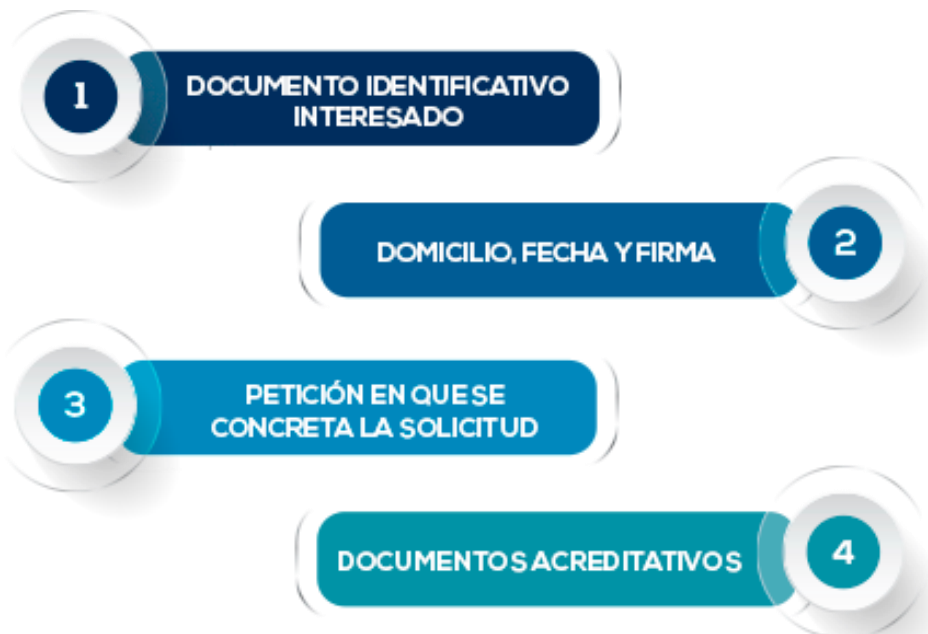 1
DOCUMENTO IDENTIFICATIVO
INTERESADO
DOMICILIO, FECHA Y FIRMA
2
3
PETICIÓN EN QUE SE
CONCRETA LA SOLICITUD
DOCUMENTOS ACREDITATIVOS
4